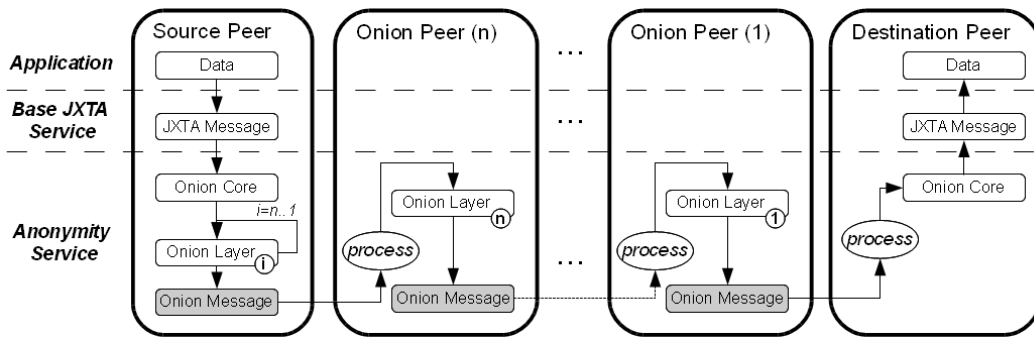 Source Peer
Onion Peer (n)
...
Onion Peer (1)
Destination Peer
Application
Data
Data
Base JXTA
Service
JXTA Message
...
JXTA Message
Onion Core
Onion Layer
n
Onion Layer
1
Onion Core
i=n..1
Anonymity
Service
Onion Layer
i
process
...
process
process
Onion Message
Onion Message
Onion Message